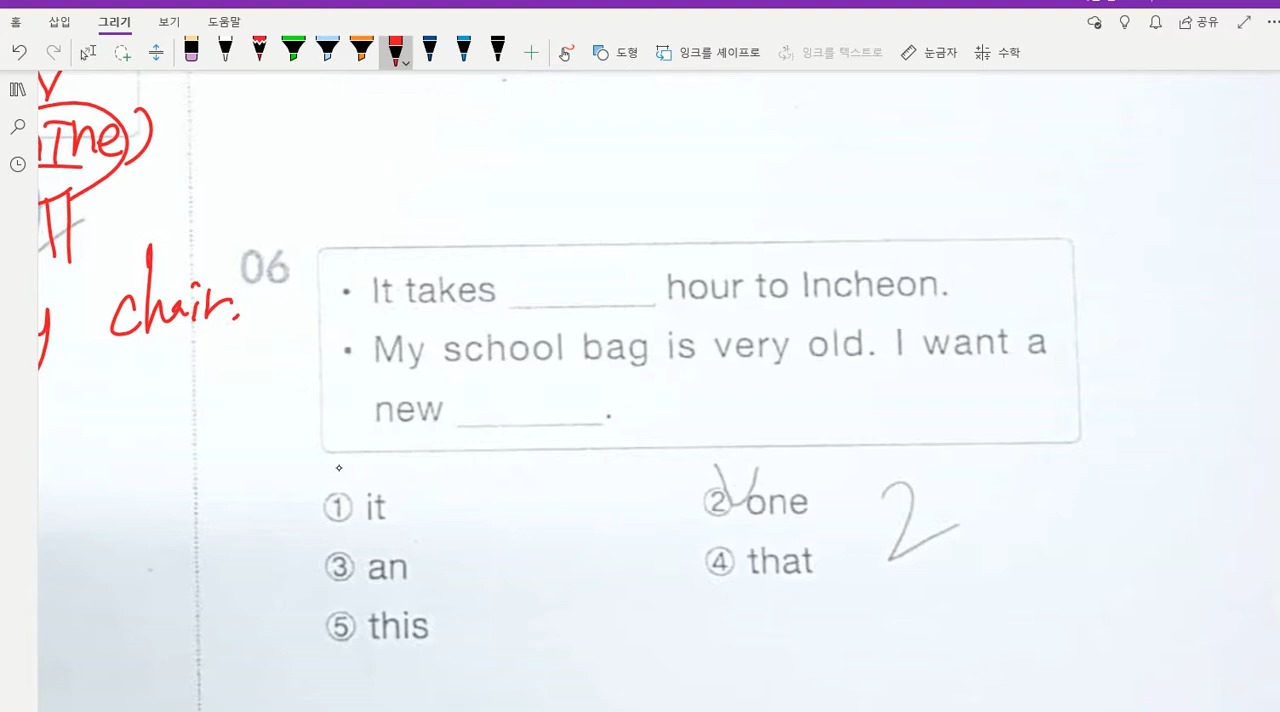 홈 삽입 그리기 보기 도움말 공유
잉크를 셰이프로 잉크를 텍스트로 눈금자 수학
도형
chair.
06
• It takes ________ hour to Incheon.
• My school bag is very old. I want a
new ________.
① it
② one
2
③ an
④ that
⑤ this